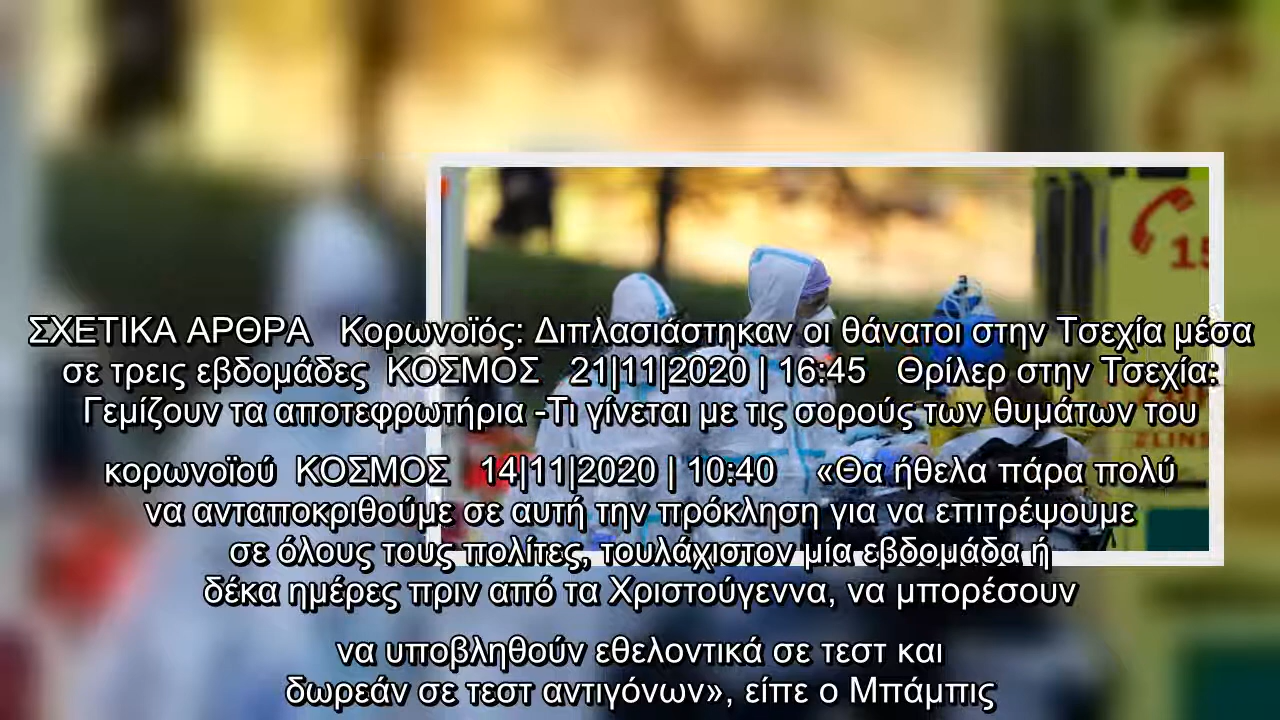 15
ΣΧΕΤΙΚΑ ΑΡΘΡΑ Κορωνοϊός: Διπλασιάστηκαν οι θάνατοι στην Τσεχία μέσα
σε τρεις εβδομάδες ΚΟΣΜΟΣ 21|11|2020 | 16:45 Θρίλερ στην Τσεχία:
Γεμίζουν τα αποτεφρωτήρια -Τι γίνεται με τις σορούς των θυμάτων του
ZLINS
κορωνοϊού ΚΟΣΜΟΣ 14|11|2020 | 10:40 «Θα ήθελα πάρα πολύ
να ανταποκριθούμε σε αυτή την πρόκληση για να επιτρέψουμε
σε όλους τους πολίτες, τουλάχιστον μία εβδομάδα ή
δέκα ημέρες πριν από τα Χριστούγεννα, να μπορέσουν
να υποβληθούν εθελοντικά σε τεστ και
δωρεάν σε τεστ αντιγόνων», είπε ο Μπάμπις